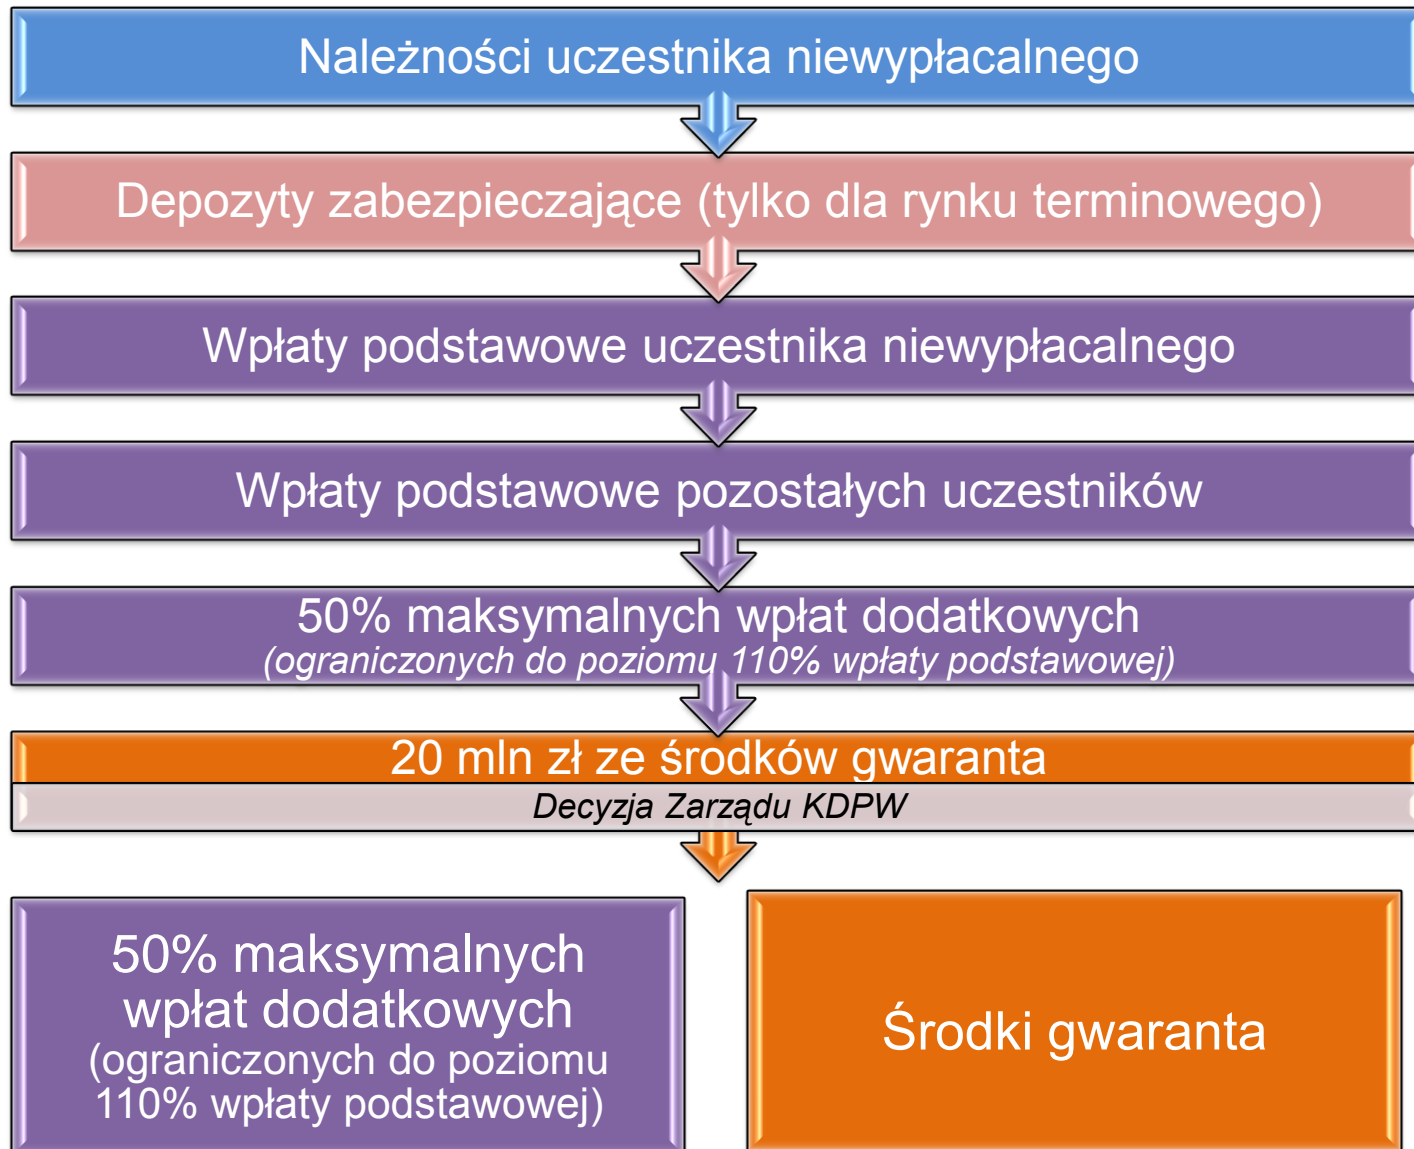 Należności uczestnika niewypłacalnego
Depozyty zabezpieczające (tylko dla rynku terminowego)
Wpłaty podstawowe uczestnika niewypłacalnego
Wpłaty podstawowe pozostałych uczestników
50% maksymalnych wpłat dodatkowych
(ograniczonych do poziomu 110% wpłaty podstawowej)
20 mln zł ze środków gwaranta
Decyzja Zarządu KDPW
50% maksymalnych
wpłat dodatkowych
(ograniczonych do poziomu
110% wpłaty podstawowej)
Środki gwaranta